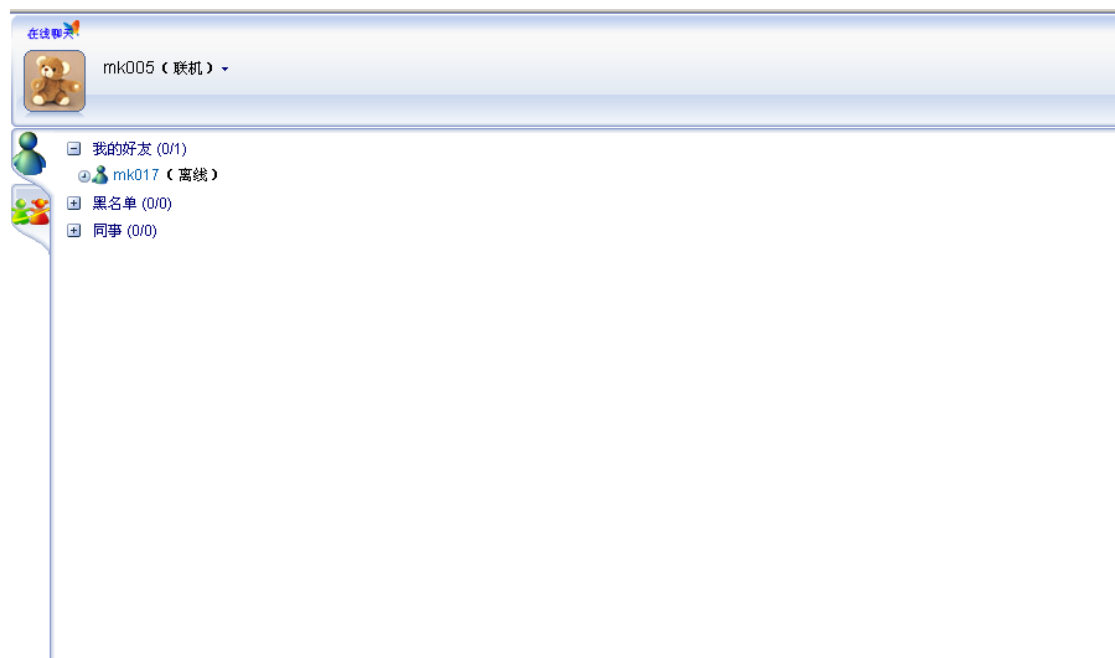 在线聊天
mk005（联机）
我的好友 (0/1)
mk017（离线）
黑名单 (0/0)
同事 (0/0)